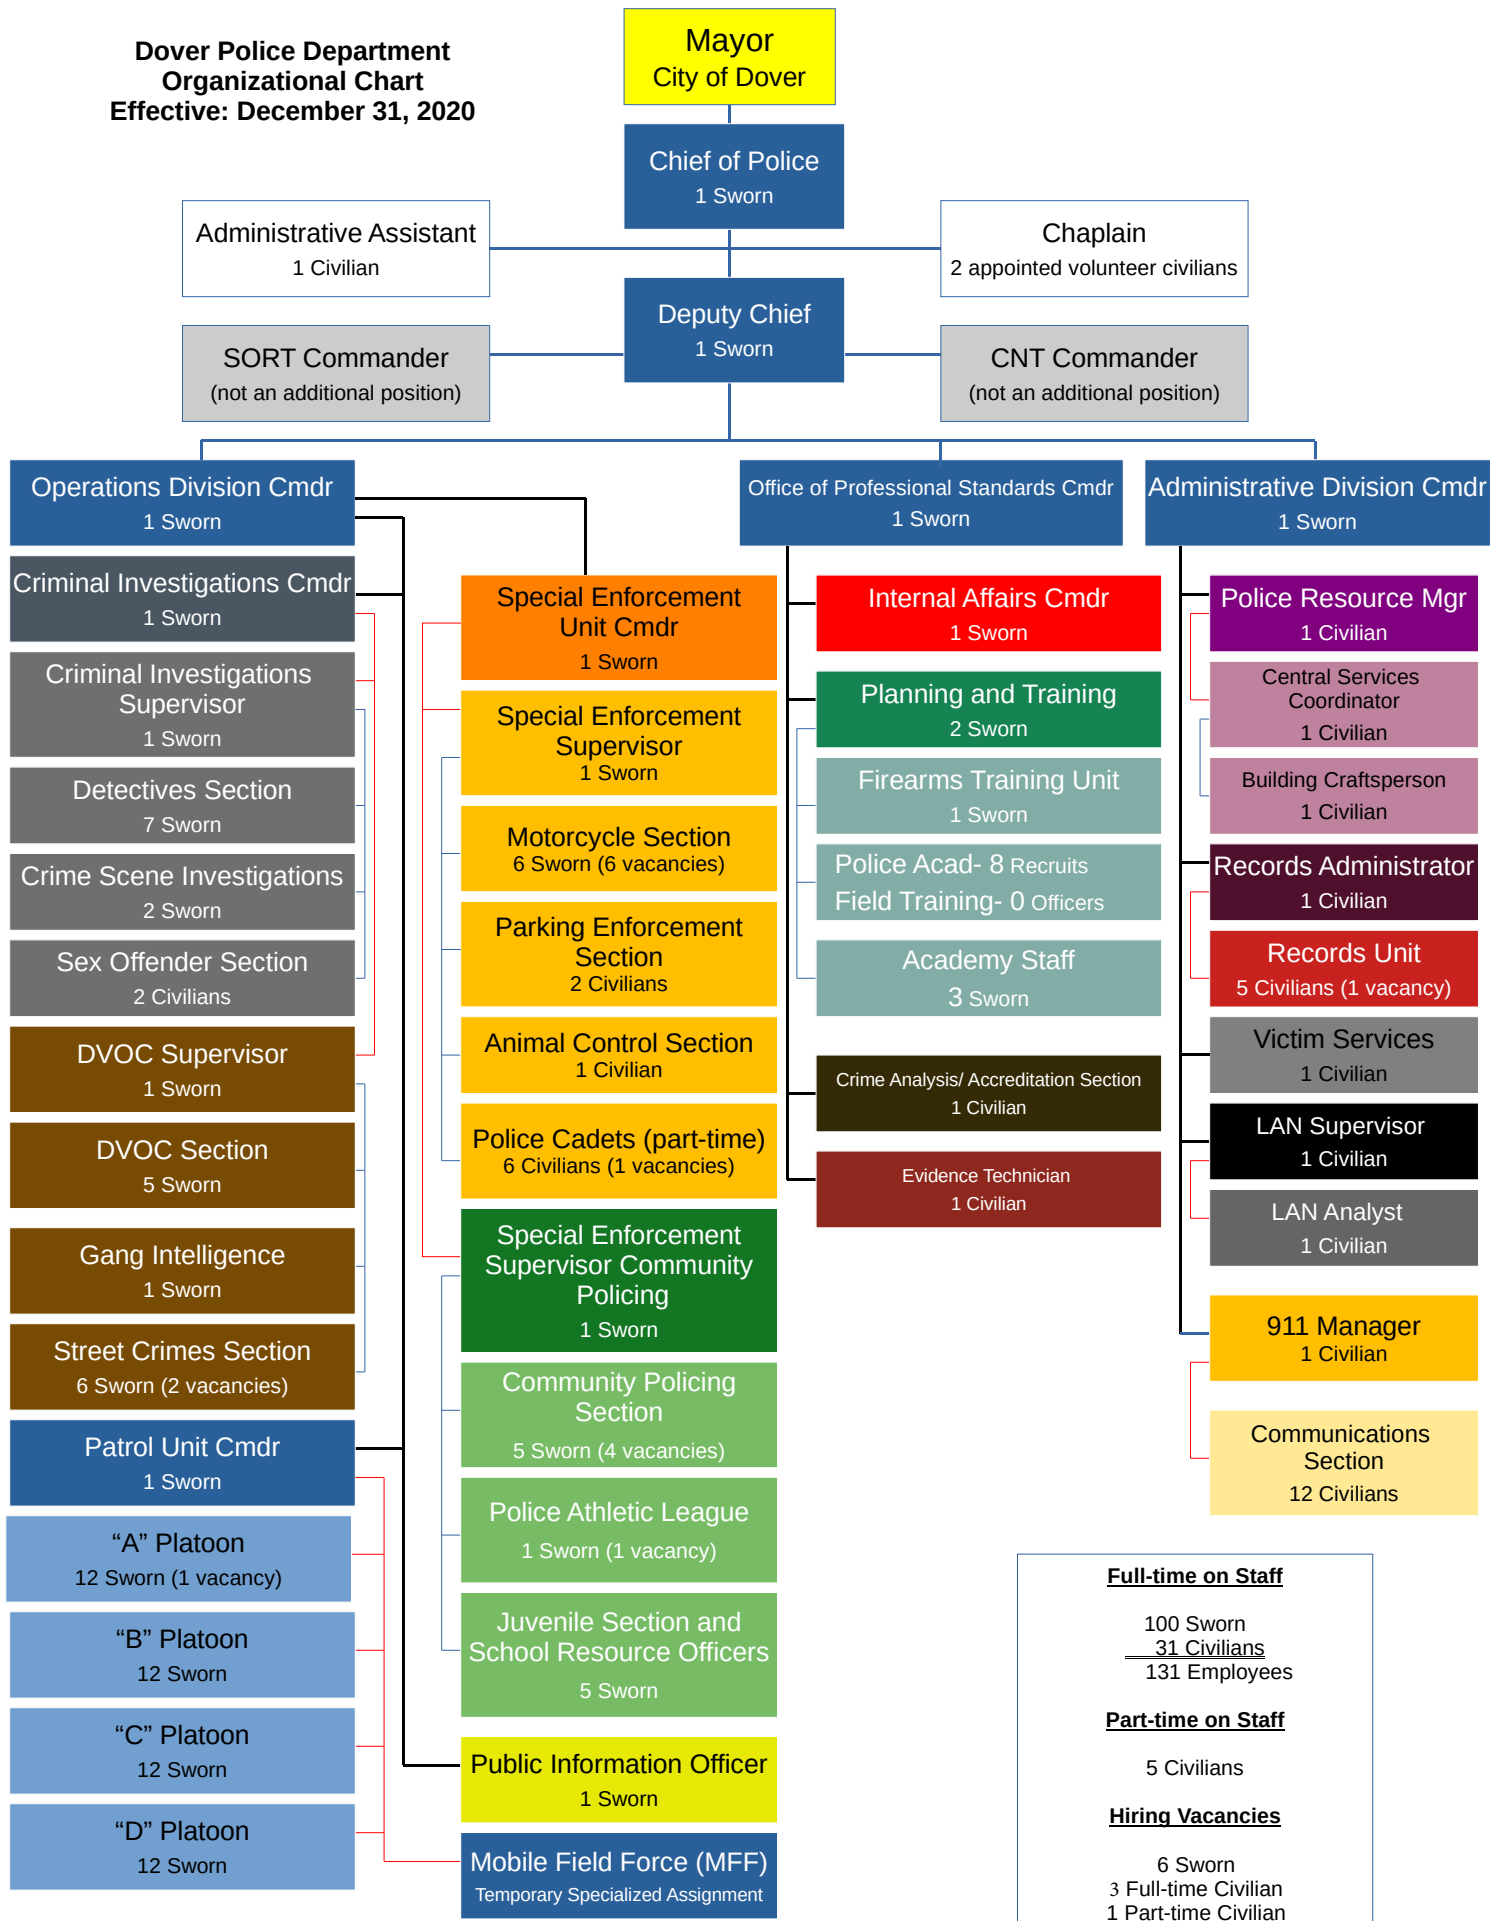 Dover Police Department
Organizational Chart
Effective: December 31, 2020
Mayor
City of Dover
Chief of Police
1 Sworn
Administrative Assistant
1 Civilian
Chaplain
2 appointed volunteer civilians
Deputy Chief
1 Sworn
SORT Commander
(not an additional position)
CNT Commander
(not an additional position)
Operations Division Cmdr
1 Sworn
Criminal Investigations Cmdr
1 Sworn
Criminal Investigations
Supervisor
1 Sworn
Detectives Section
7 Sworn
Crime Scene Investigations
2 Sworn
Sex Offender Section
2 Civilians
DVOC Supervisor
1 Sworn
DVOC Section
5 Sworn
Gang Intelligence
1 Sworn
Street Crimes Section
6 Sworn (2 vacancies)
Patrol Unit Cmdr
1 Sworn
“A” Platoon
12 Sworn (1 vacancy)
“B” Platoon
12 Sworn
“C” Platoon
12 Sworn
“D” Platoon
12 Sworn
Special Enforcement
Unit Cmdr
1 Sworn
Special Enforcement
Supervisor
1 Sworn
Motorcycle Section
6 Sworn (6 vacancies)
Parking Enforcement
Section
2 Civilians
Animal Control Section
1 Civilian
Police Cadets (part-time)
6 Civilians (1 vacancies)
Special Enforcement
Supervisor Community
Policing
1 Sworn
Community Policing
Section
5 Sworn (4 vacancies)
Police Athletic League
1 Sworn (1 vacancy)
Juvenile Section and
School Resource Officers
5 Sworn
Public Information Officer
1 Sworn
Mobile Field Force (MFF)
Temporary Specialized Assignment
Office of Professional Standards Cmdr
1 Sworn
Internal Affairs Cmdr
1 Sworn
Planning and Training
2 Sworn
Firearms Training Unit
1 Sworn
Police Acad- 8 Recruits
Field Training- 0 Officers
Academy Staff
3 Sworn
Crime Analysis/ Accreditation Section
1 Civilian
Evidence Technician
1 Civilian
Administrative Division Cmdr
1 Sworn
Police Resource Mgr
1 Civilian
Central Services
Coordinator
1 Civilian
Building Craftsperson
1 Civilian
Records Administrator
1 Civilian
Records Unit
5 Civilians (1 vacancy)
Victim Services
1 Civilian
LAN Supervisor
1 Civilian
LAN Analyst
1 Civilian
911 Manager
1 Civilian
Communications
Section
12 Civilians
Full-time on Staff
100 Sworn
31 Civilians
131 Employees
Part-time on Staff
5 Civilians
Hiring Vacancies
6 Sworn
3 Full-time Civilian
1 Part-time Civilian